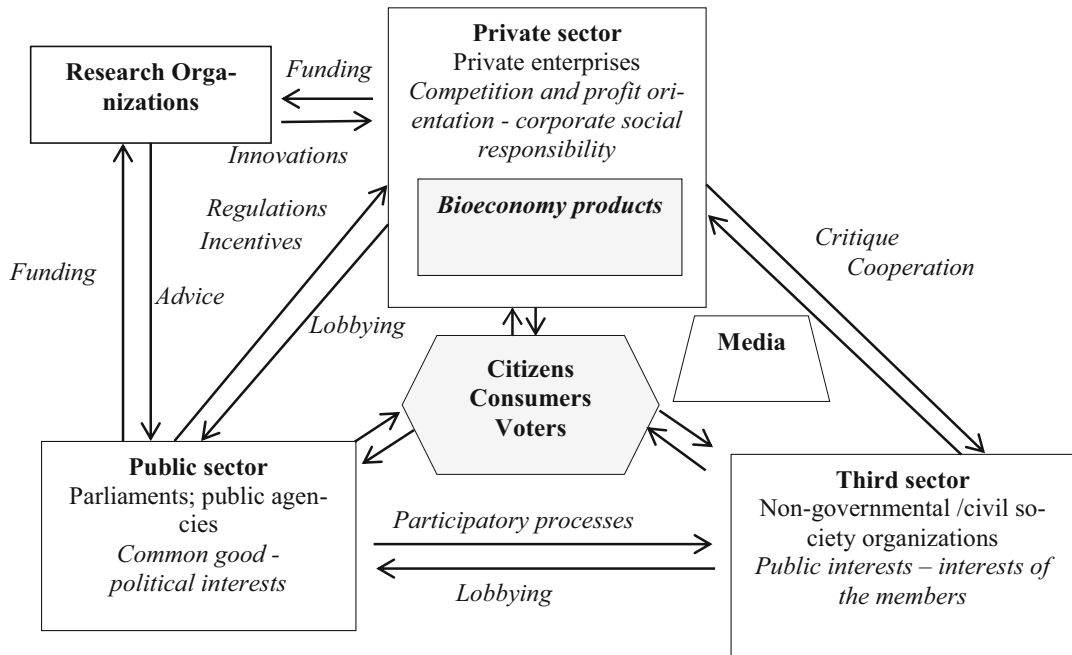 Research Orga-
nizations
Funding
Innovations
Private sector
Private enterprises
Competition and profit ori-
entation - corporate social
responsibility
Bioeconomy products
Regulations
Incentives
Funding
Advice
Lobbying
Critique
Cooperation
Media
Citizens
Consumers
Voters
Public sector
Parliaments; public agen-
cies
Common good -
political interests
Participatory processes
Lobbying
Third sector
Non-governmental /civil so-
ciety organizations
Public interests – interests of
the members